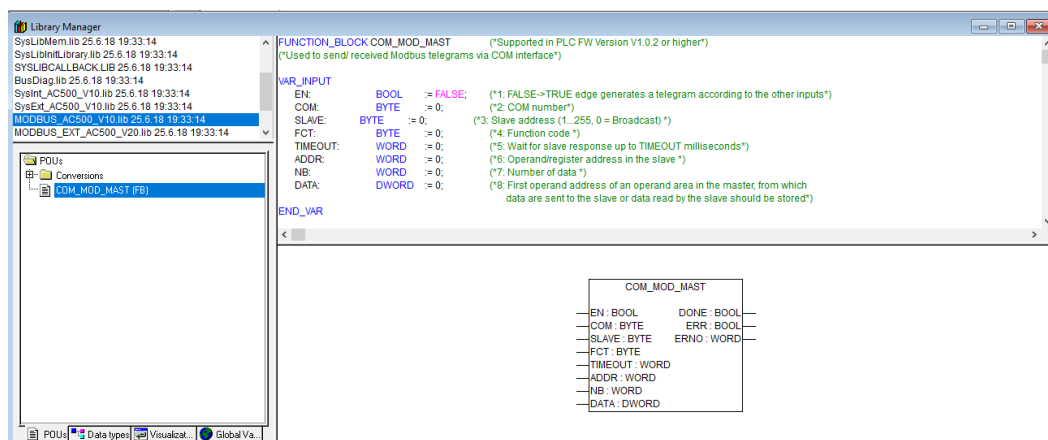 Library Manager
SysLibMem.lib 25.6.18 19:33:14
SysLibInitLibrary.lib 25.6.18 19:33:14
SYSLIBCALLBACK.LIB 25.6.18 19:33:14
BusDiag.lib 25.6.18 19:33:14
SysInt_AC500_V10.lib 25.6.18 19:33:14
SysExt_AC500_V10.lib 25.6.18 19:33:14
MODBUS_AC500_V10.lib 25.6.18 19:33:14
MODBUS_EXT_AC500_V20.lib 25.6.18 19:33:14
POUs
Conversions
COM_MOD_MAST (FB)
POUs Data types Visualizat... Global Va...
FUNCTION_BLOCK COM_MOD_MAST (*Supported in PLC FW Version V1.0.2 or higher*)
(*Used to send/ received Modbus telegrams via COM interface*)
VAR_INPUT
EN: BOOL := FALSE; (*1: FALSE->TRUE edge generates a telegram according to the other inputs*)
COM: BYTE := 0; (*2: COM number*)
SLAVE: BYTE := 0; (*3: Slave address (1...255, 0 = Broadcast) *)
FCT: BYTE := 0; (*4: Function code *)
TIMEOUT: WORD := 0; (*5: Wait for slave response up to TIMEOUT milliseconds*)
ADDR: WORD := 0; (*6: Operand/register address in the slave *)
NB: WORD := 0; (*7: Number of data *)
DATA: DWORD := 0; (*8: First operand address of an operand area in the master, from which
data are sent to the slave or data read by the slave should be stored*)
END_VAR
COM_MOD_MAST
EN : BOOL DONE : BOOL
COM : BYTE ERR : BOOL
SLAVE : BYTE ERNO : WORD
FCT : BYTE
TIMEOUT : WORD
ADDR : WORD
NB : WORD
DATA : DWORD